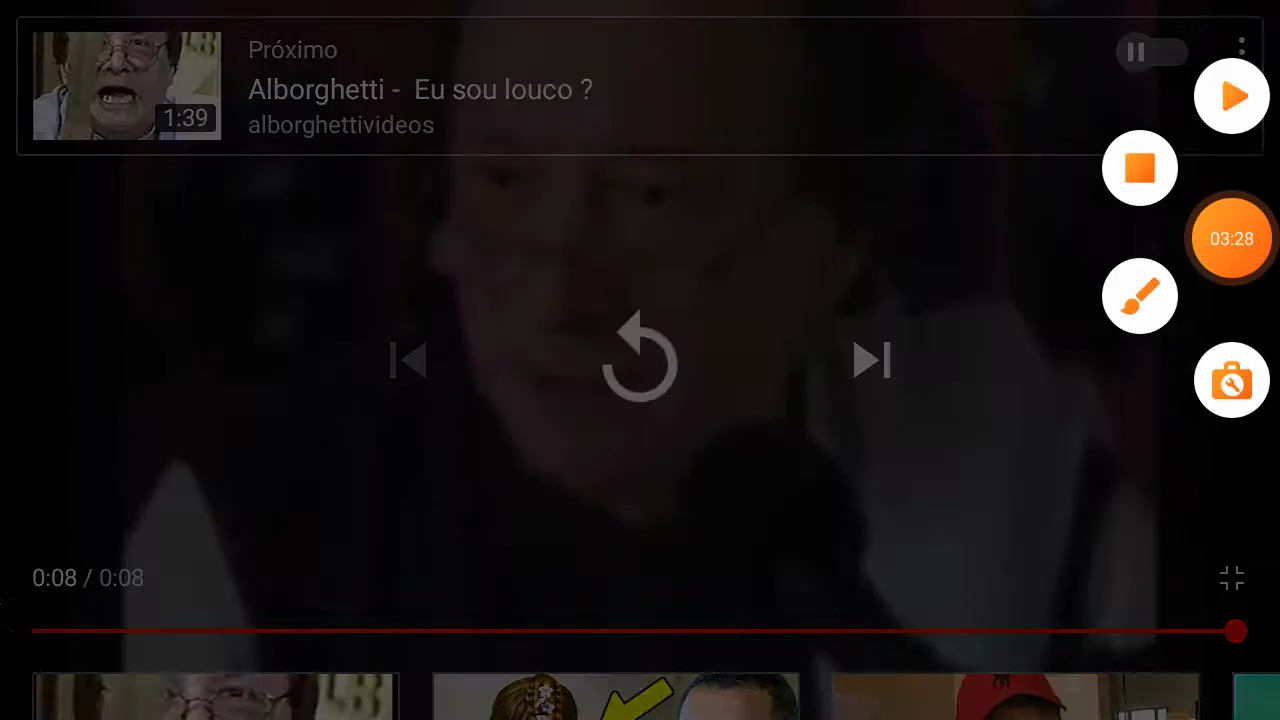 Próximo
Alborghetti - Eu sou louco ?
alborghettivideos
1:39
03:28
0:08 / 0:08